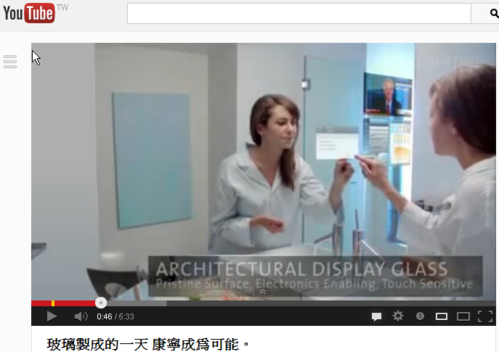 YouTube TW
ARCHITECTURAL DISPLAY GLASS
Pristine Surface, Electronics Enabling, Touch Sensitive
0:46 / 5:33
玻璃製成的一天 康寧成爲可能。